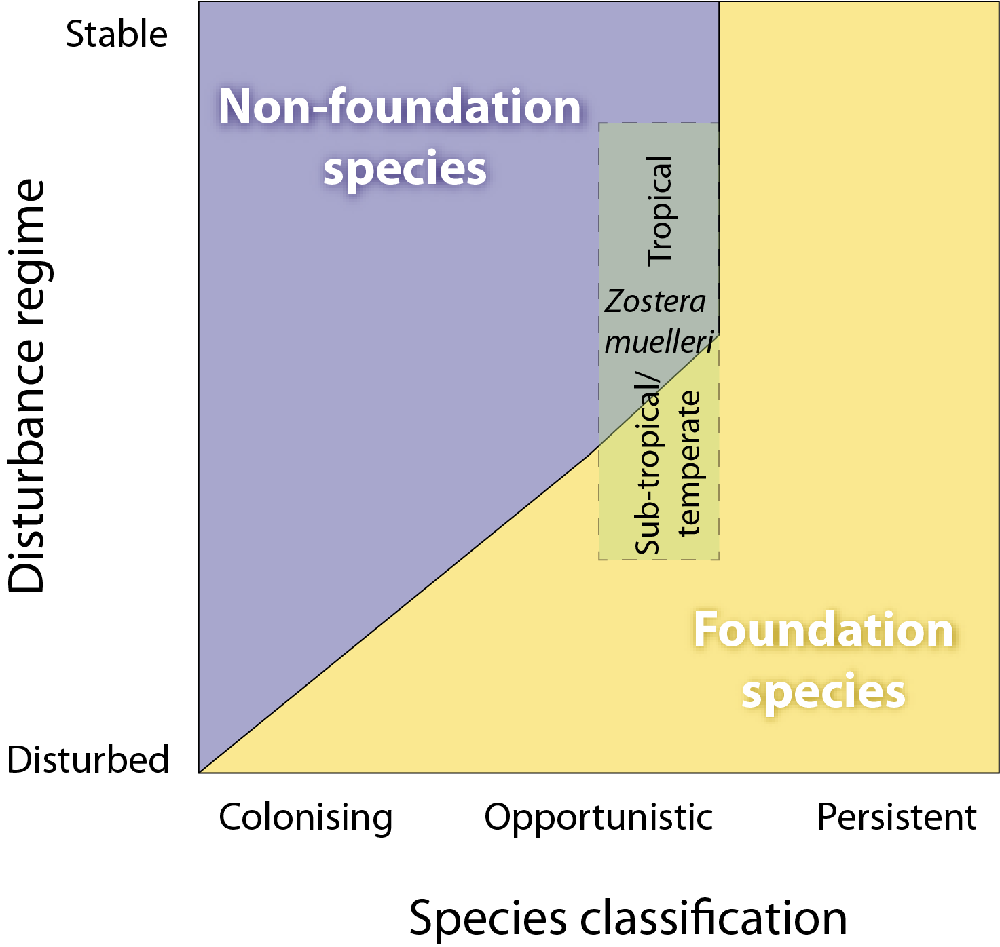 Stable
Non-foundation
species
Disturbance regime
Tropical
Zostera
muelleri
Sub-tropical/
temperate
Foundation
species
Disturbed
Colonising
Opportunistic
Persistent
Species classification